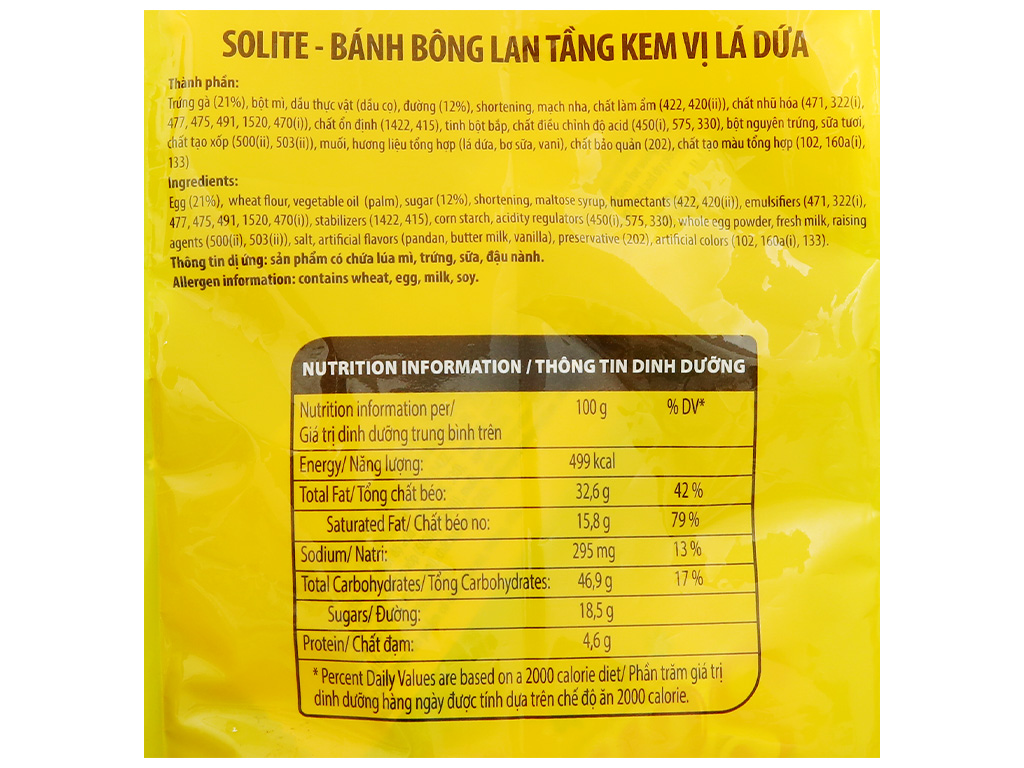 SOLITE - BÁNH BÔNG LAN TẦNG KEM VỊ LÁ DỨA
Thành phần:
Trứng gà (21%), bột mì, dầu thực vật (dầu cọ), đường (12%), shortening, mạch nha, chất làm ẩm (422, 420(ii)), chất nhũ hóa (471, 322(i),
477, 475, 491, 1520, 470(i)), chất ổn định (1422, 415), tinh bột bắp, chất điều chỉnh độ acid (450(i), 575, 330), bột nguyên trứng, sữa tươi,
chất tạo xốp (500(ii), 503(ii)), muối, hương liệu tổng hợp (lá dứa, bơ sữa, vani), chất bảo quản (202), chất tạo màu tổng hợp (102, 160a(i),
133)
Ingredients:
Egg (21%), wheat flour, vegetable oil (palm), sugar (12%), shortening, maltose syrup, humectants (422, 420(ii)), emulsifiers (471, 322(i),
477, 475, 491, 1520, 470(i)), stabilizers (1422, 415), corn starch, acidity regulators (450(i), 575, 330), whole egg powder, fresh milk, raising
agents (500(ii), 503(ii)), salt, artificial flavors (pandan, butter milk, vanilla), preservative (202), artificial colors (102, 160a(i), 133).
Thông tin dị ứng: sản phẩm có chứa lúa mì, trứng, sữa, đậu nành.
Allergen information: contains wheat, egg, milk, soy.
NUTRITION INFORMATION / THÔNG TIN DINH DƯỠNG
Nutrition information per/ 100 g % DV*
Giá trị dinh dưỡng trung bình trên
Energy/ Năng lượng: 499 kcal
Total Fat/ Tổng chất béo: 32,6 g 42 %
Saturated Fat/ Chất béo no: 15,8 g 79 %
Sodium/ Natri: 295 mg 13 %
Total Carbohydrates/ Tổng Carbohydrates: 46,9 g 17 %
Sugars/ Đường: 18,5 g
Protein/ Chất đạm: 4,6 g
* Percent Daily Values are based on a 2000 calorie diet/ Phần trăm giá trị
dinh dưỡng hàng ngày được tính dựa trên chế độ ăn 2000 calorie.